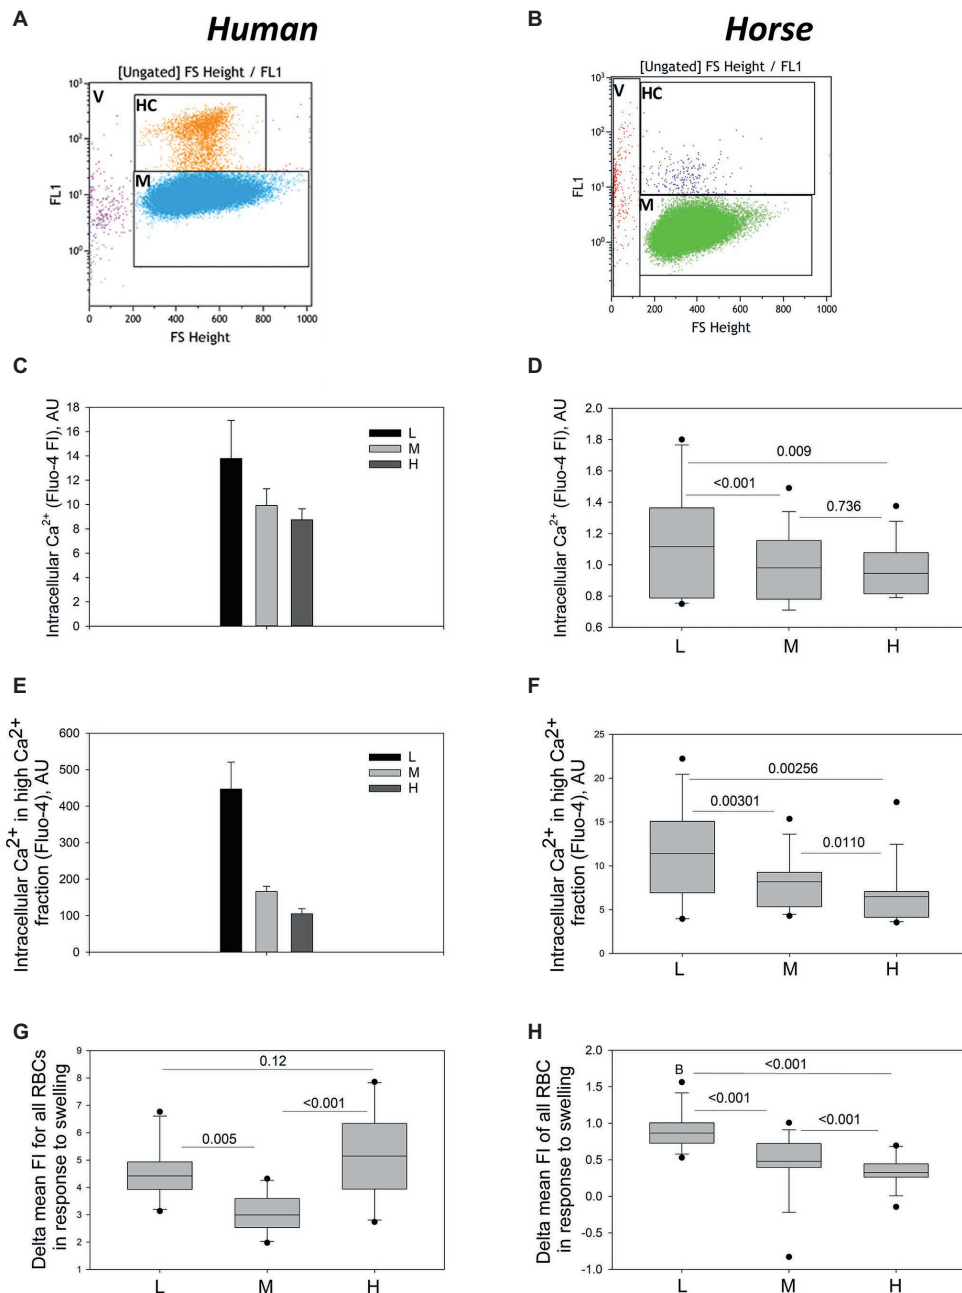 A
Human
B
Horse
[Ungated] FS Height / FL1
V
HC
M
FL1
10³
10²
10¹
10⁰
0
200
400
600
800
1000
FS Height
[Ungated] FS Height / FL1
V
HC
M
FL1
10³
10²
10¹
10⁰
0
200
400
600
800
1000
FS Height
C
Intracellular Ca²⁺ (Fluo-4 FI), AU
18
16
14
12
10
8
6
4
2
0
L
M
H
D
Intracellular Ca²⁺ (Fluo-4 FI), AU
2.0
1.8
1.6
1.4
1.2
1.0
0.8
0.6
0.009
<0.001
0.736
L
M
H
E
Intracellular Ca2+ in high Ca2+
fraction (Fluo-4), AU
600
500
400
300
200
100
0
L
M
H
F
Intracellular Ca2+ in high Ca2+
fraction (Fluo-4), AU
25
20
15
10
5
0
0.00256
0.00301
0.0110
L
M
H
G
Delta mean FI for all RBCs
in response to swelling
9
8
7
6
5
4
3
2
1
0.12
<0.001
0.005
L
M
H
H
Delta mean FI of all RBC
in response to swelling
2.0
1.5
1.0
0.5
0.0
-0.5
-1.0
B
<0.001
<0.001
<0.001
L
M
H